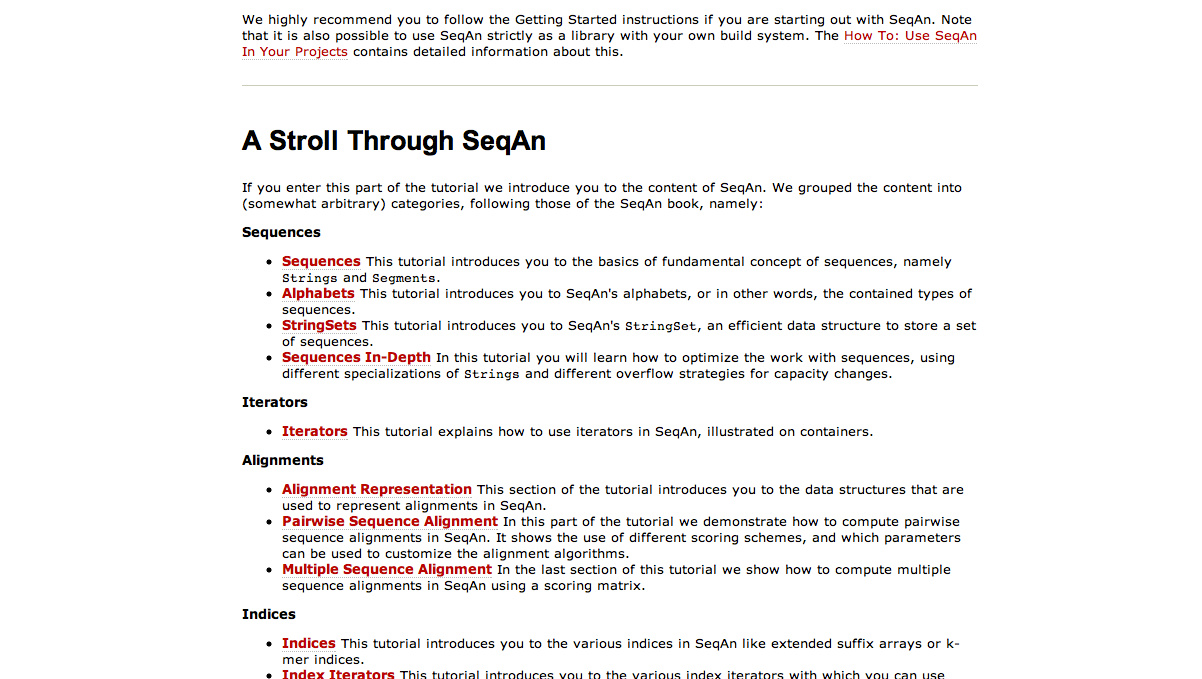 We highly recommend you to follow the Getting Started instructions if you are starting out with SeqAn. Note
that it is also possible to use SeqAn strictly as a library with your own build system. The How To: Use SeqAn
In Your Projects contains detailed information about this.
A Stroll Through SeqAn
If you enter this part of the tutorial we introduce you to the content of SeqAn. We grouped the content into
(somewhat arbitrary) categories, following those of the SeqAn book, namely:
Sequences
• Sequences This tutorial introduces you to the basics of fundamental concept of sequences, namely
Strings and Segments.
• Alphabets This tutorial introduces you to SeqAn's alphabets, or in other words, the contained types of
sequences.
• StringSets This tutorial introduces you to SeqAn's StringSet, an efficient data structure to store a set
of sequences.
• Sequences In-Depth In this tutorial you will learn how to optimize the work with sequences, using
different specializations of Strings and different overflow strategies for capacity changes.
Iterators
• Iterators This tutorial explains how to use iterators in SeqAn, illustrated on containers.
Alignments
• Alignment Representation This section of the tutorial introduces you to the data structures that are
used to represent alignments in SeqAn.
• Pairwise Sequence Alignment In this part of the tutorial we demonstrate how to compute pairwise
sequence alignments in SeqAn. It shows the use of different scoring schemes, and which parameters
can be used to customize the alignment algorithms.
• Multiple Sequence Alignment In the last section of this tutorial we show how to compute multiple
sequence alignments in SeqAn using a scoring matrix.
Indices
• Indices This tutorial introduces you to the various indices in SeqAn like extended suffix arrays or k-
mer indices.
• Index Iterators This tutorial introduces you to the various index iterators with which you can use